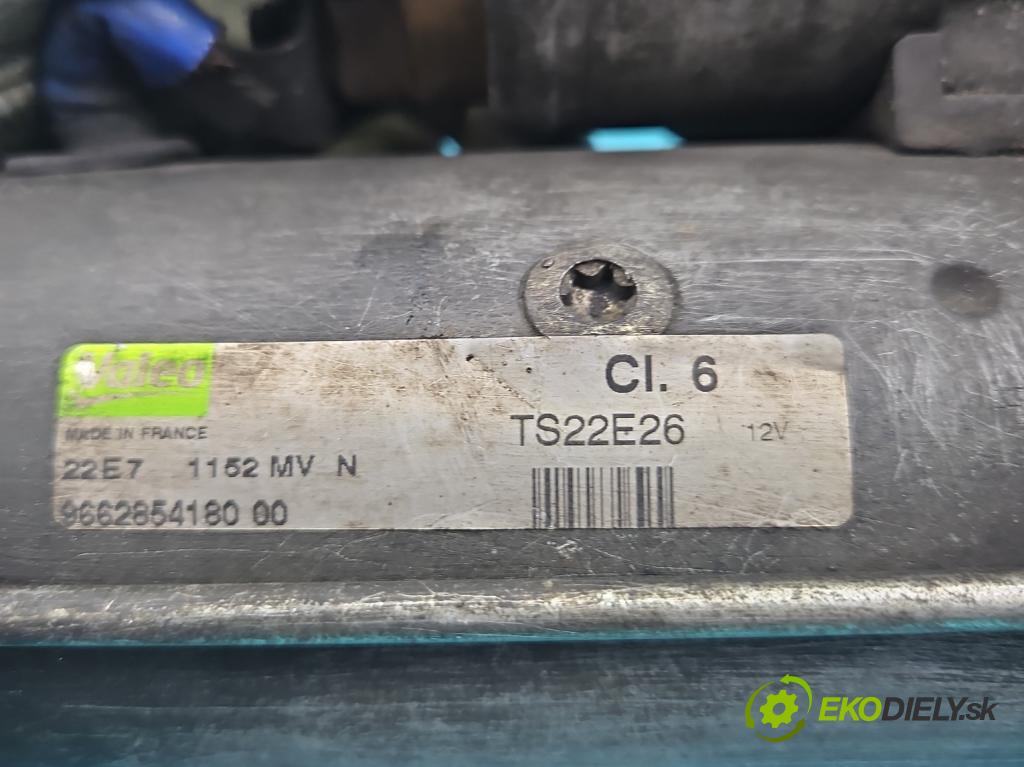 Valeo
MADE IN FRANCE
22E7 1152 MV N
9662854180 00
Cl. 6
TS22E26 12V
EKODIELY.sk